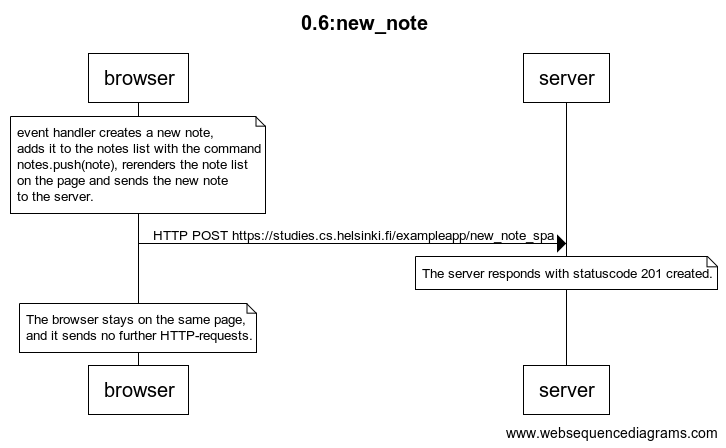 0.6:new_note
browser
server
event handler creates a new note,
adds it to the notes list with the command
notes.push(note), rerenders the note list
on the page and sends the new note
to the server.
HTTP POST https://studies.cs.helsinki.fi/exampleapp/new_note_spa
The server responds with statuscode 201 created.
The browser stays on the same page,
and it sends no further HTTP-requests.
browser
server
www.websequencediagrams.com